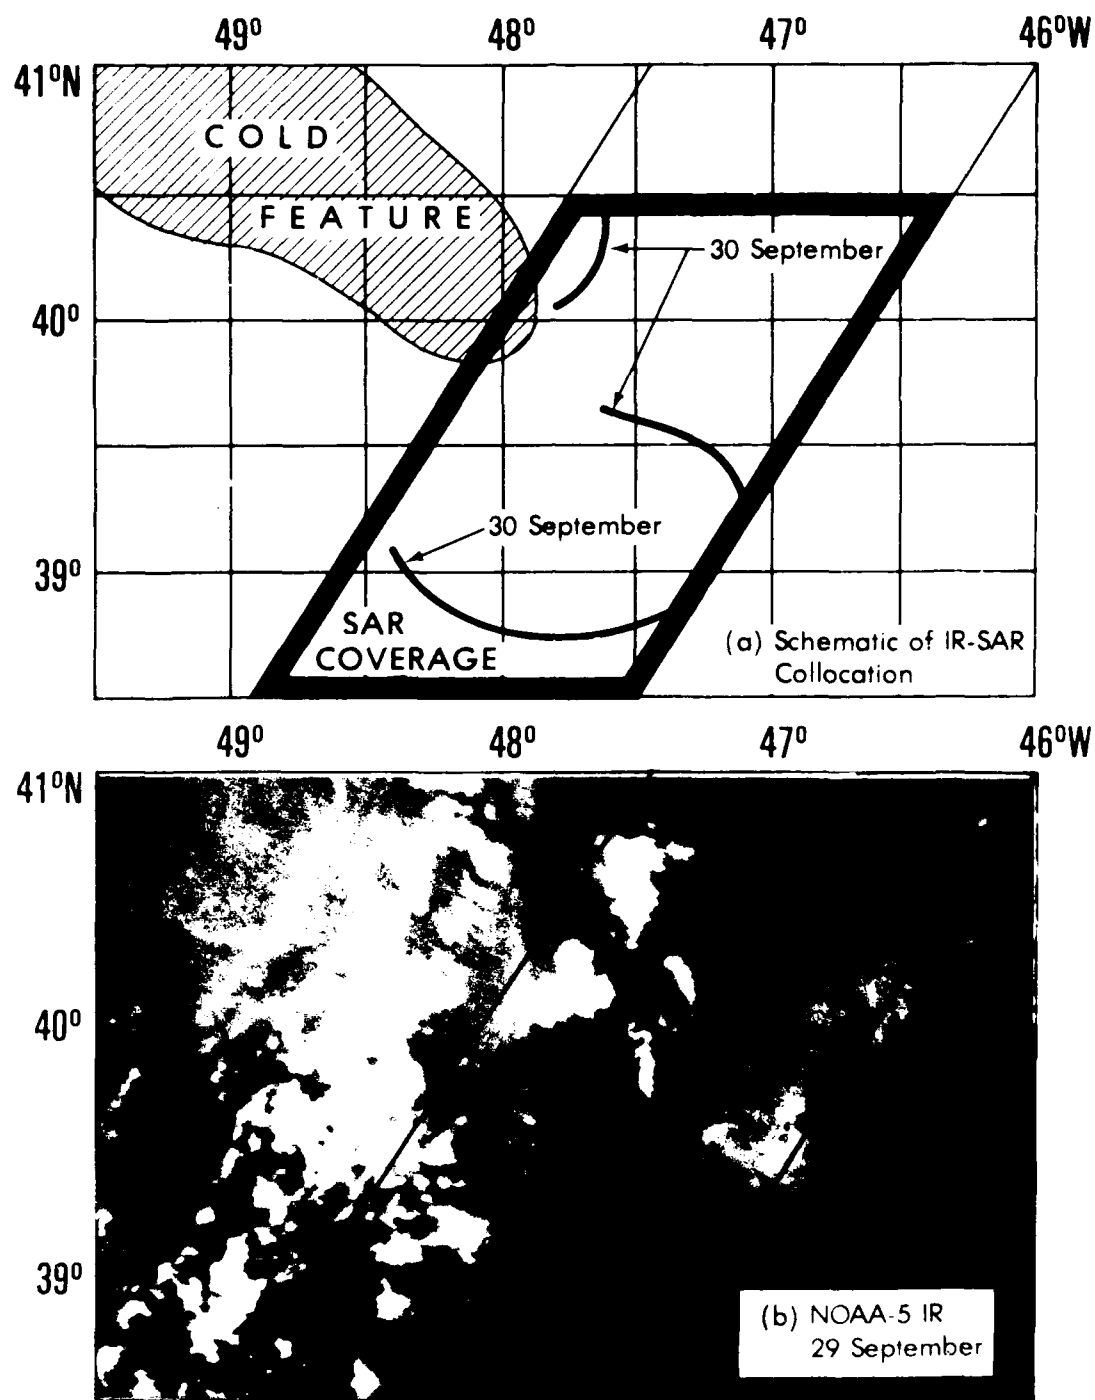 49⁰ 48⁰ 47⁰ 46⁰W
41⁰N
COLD
FEATURE
30 September
40⁰
30 September
39⁰
SAR
COVERAGE
(a) Schematic of IR-SAR
Collocation
49⁰ 48⁰ 47⁰ 46⁰W
41⁰N
40⁰
39⁰
(b) NOAA-5 IR
29 September